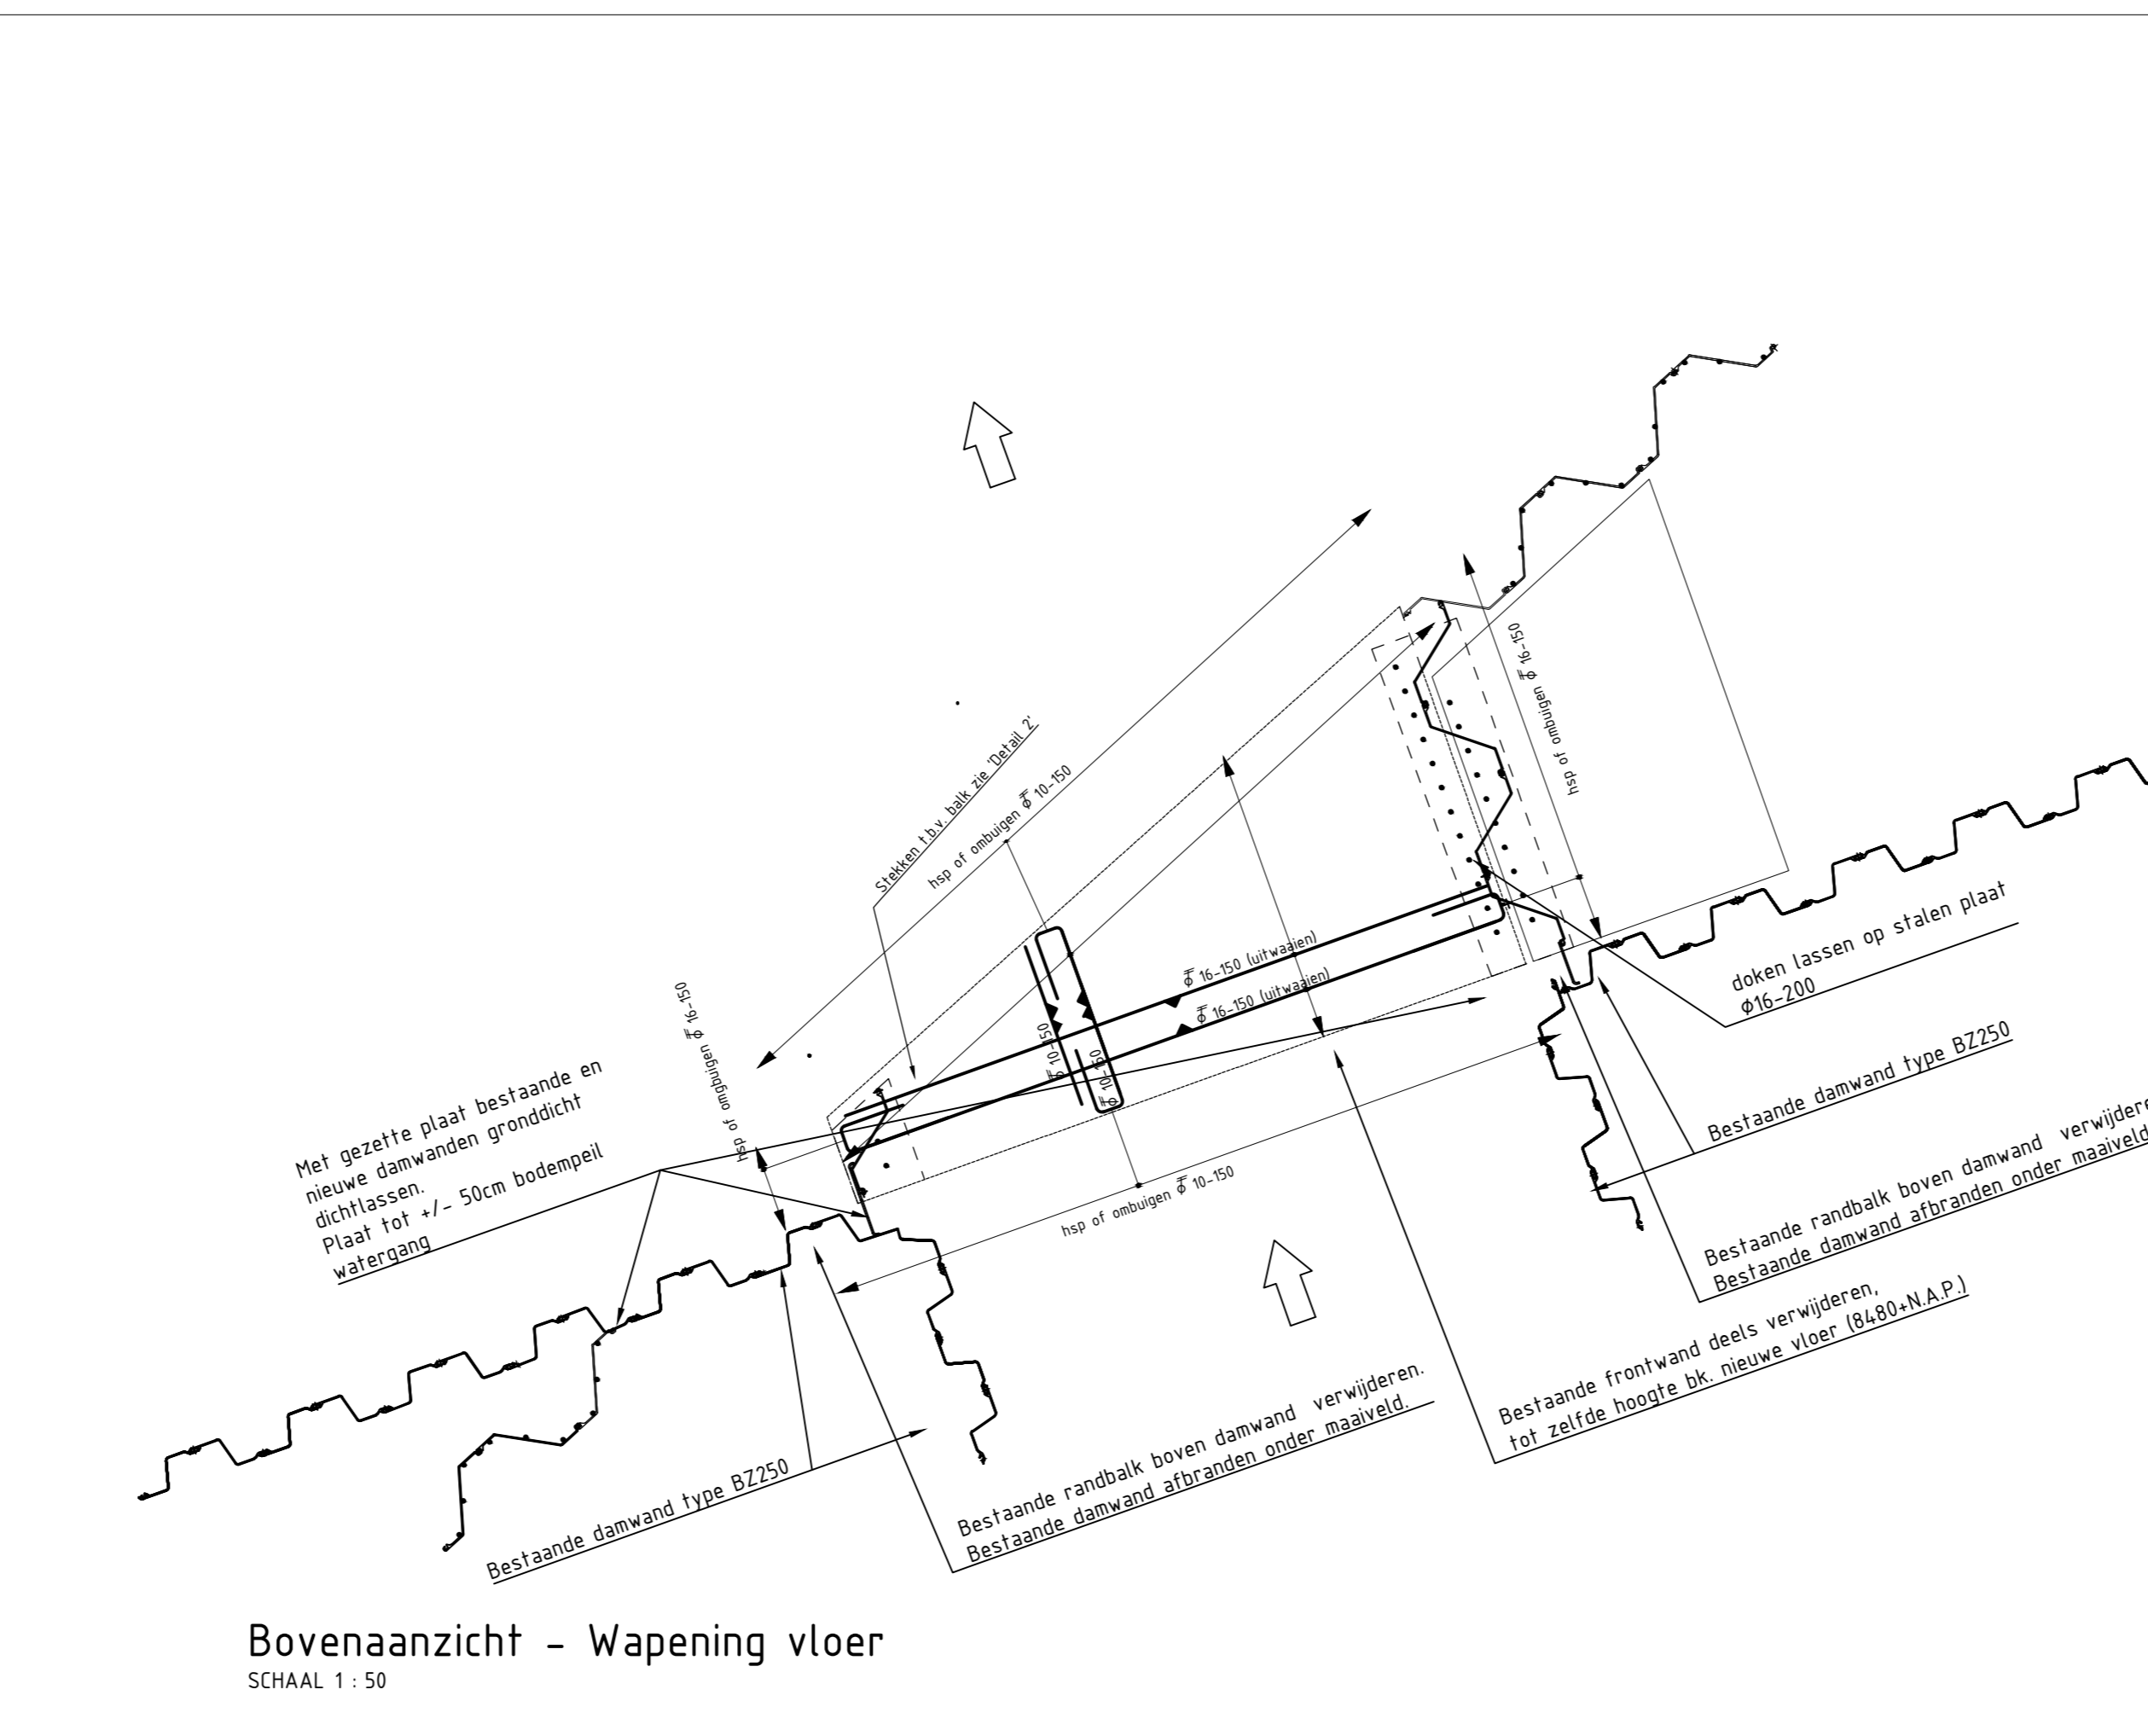 hsp of ombuigen ⌀ 16-150
Stekken t.b.v. balk zie 'Detail 2'
hsp of ombuigen ⌀ 10-150
⌀ 16-150 (uitwaaien)
⌀ 16-150 (uitwaaien)
doken lassen op stalen plaat
⌀16-200
hsp of omgbuigen ⌀ 16-150
⌀ 10-150
⌀ 10-150
Bestaande damwand type BZ250
Met gezette plaat bestaande en
nieuwe damwanden gronddicht
dichtlassen.
Plaat tot +/- 50cm bodempeil
watergang
hsp of ombuigen ⌀ 10-150
Bestaande randbalk boven damwand
Bestaande damwand afbranden onder
Bestaande frontwand deels verwijderen,
tot zelfde hoogte bk. nieuwe vloer (8480+N.A.P.)
Bestaande damwand type BZ250
Bestaande randbalk boven damwand verwijderen.
Bestaande damwand afbranden onder maaiveld.
Bovenaanzicht - Wapening vloer
SCHAAL 1 : 50